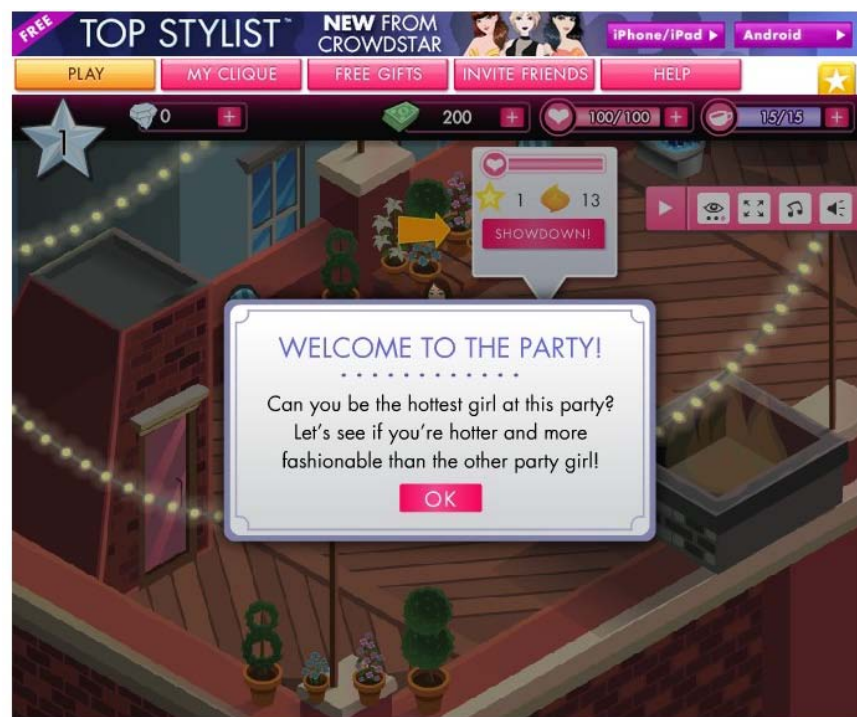 FREE
TOP STYLIST™
NEW FROM
CROWDSTAR
iPhone/iPad
Android
PLAY
MY CLIQUE
FREE GIFTS
INVITE FRIENDS
HELP
1
0
200
100/100
15/15
1
13
SHOWDOWN!
WELCOME TO THE PARTY!
Can you be the hottest girl at this party?
Let's see if you're hotter and more
fashionable than the other party girl!
OK